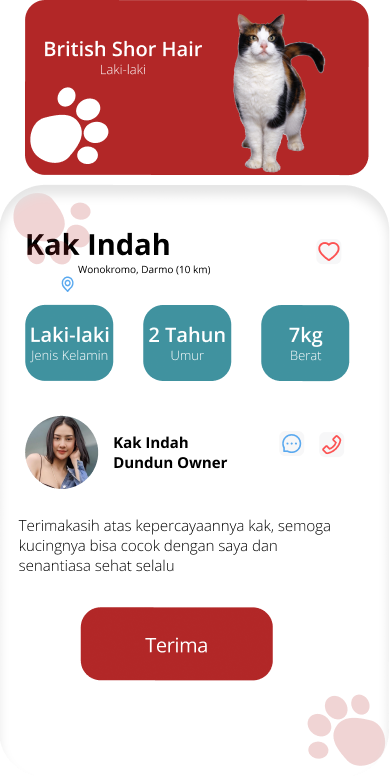 British Shor Hair
Laki-laki
Kak Indah
Wonokromo, Darmo (10 km)
Laki-laki
Jenis Kelamin
2 Tahun
Umur
7kg
Berat
Kak Indah
Dundun Owner
Terimakasih atas kepercayaannya kak, semoga
kucingnya bisa cocok dengan saya dan
senantiasa sehat selalu
Terima